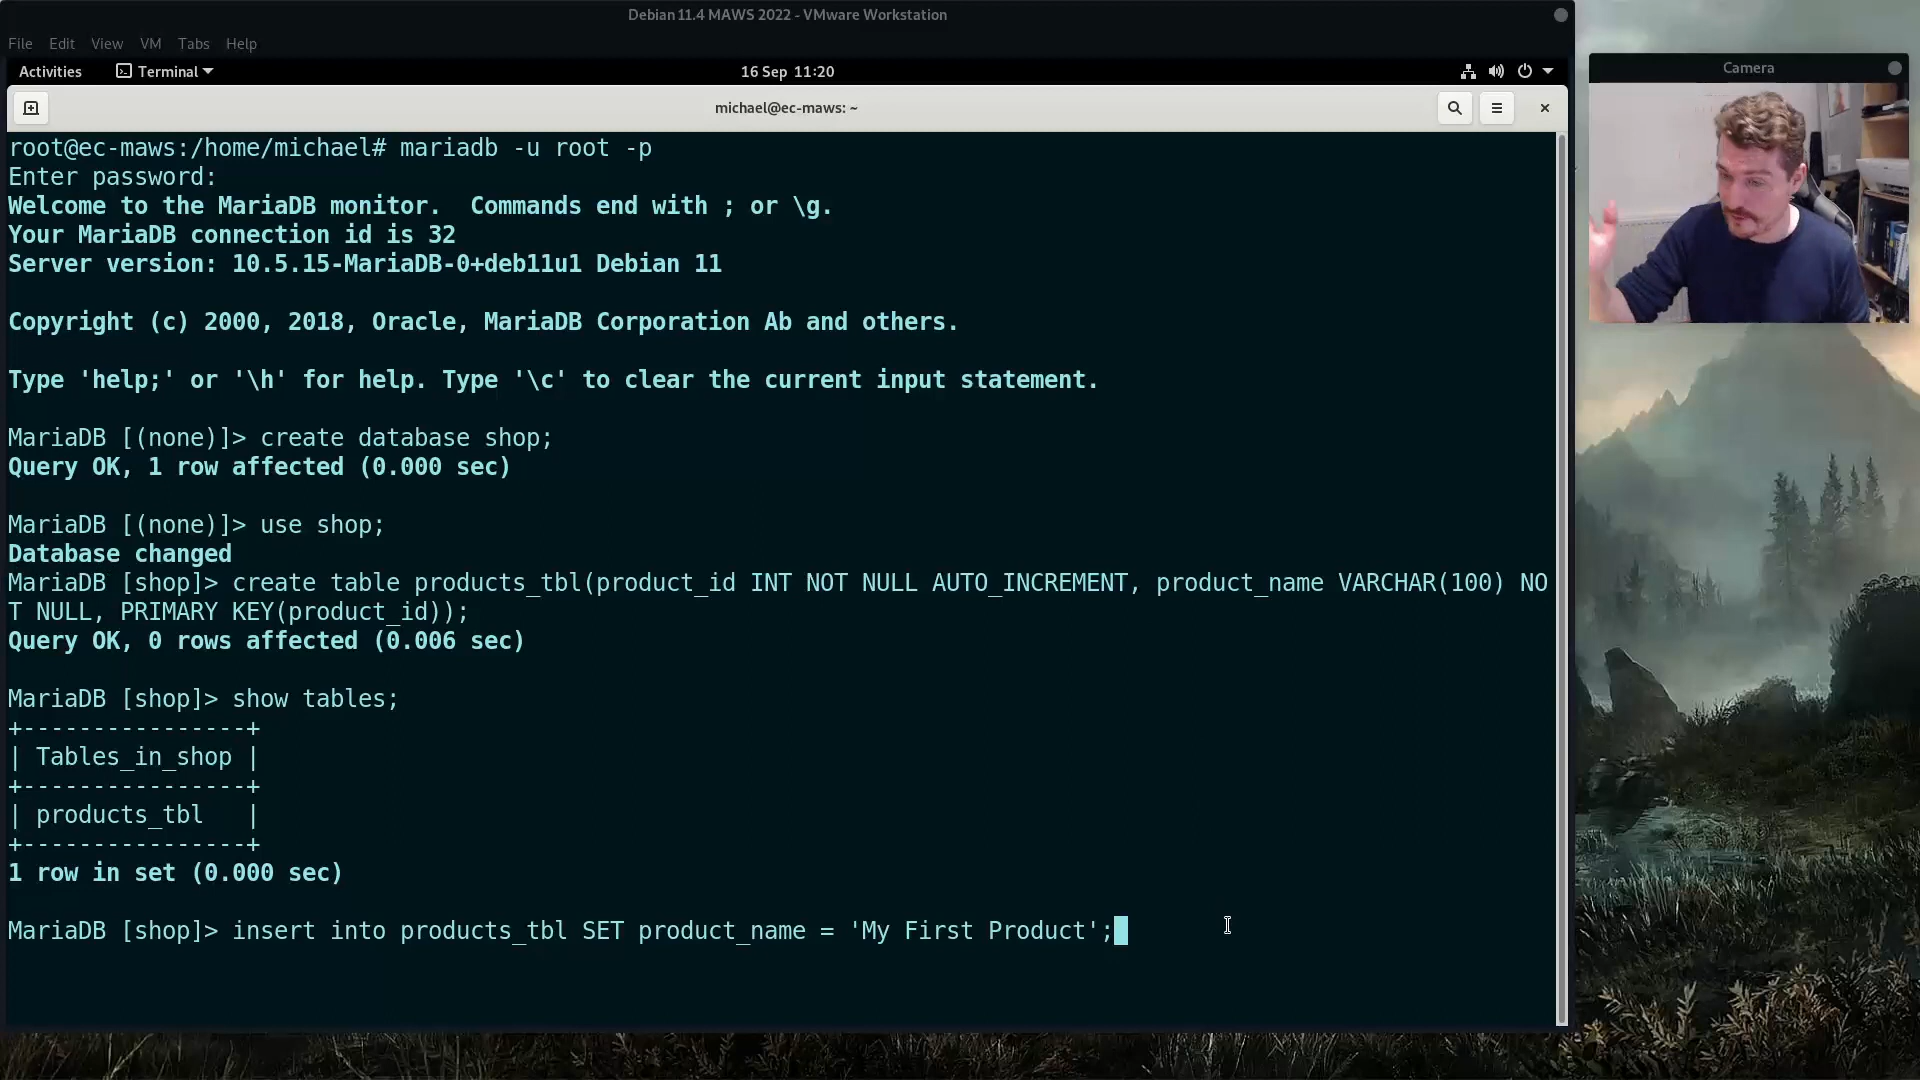 Debian 11.4 MAWS 2022 - VMware Workstation
File Edit View VM Tabs Help
Activities Terminal 16 Sep 11:20
michael@ec-maws: ~
Camera
root@ec-maws:/home/michael# mariadb -u root -p
Enter password:
Welcome to the MariaDB monitor.  Commands end with ; or \g.
Your MariaDB connection id is 32
Server version: 10.5.15-MariaDB-0+deb11u1 Debian 11
Copyright (c) 2000, 2018, Oracle, MariaDB Corporation Ab and others.
Type 'help;' or '\h' for help. Type '\c' to clear the current input statement.
MariaDB [(none)]> create database shop;
Query OK, 1 row affected (0.000 sec)
MariaDB [(none)]> use shop;
Database changed
MariaDB [shop]> create table products_tbl(product_id INT NOT NULL AUTO_INCREMENT, product_name VARCHAR(100) NO
T NULL, PRIMARY KEY(product_id));
Query OK, 0 rows affected (0.006 sec)
MariaDB [shop]> show tables;
+----------------+
| Tables_in_shop |
+----------------+
| products_tbl   |
+----------------+
1 row in set (0.000 sec)
MariaDB [shop]> insert into products_tbl SET product_name = 'My First Product';